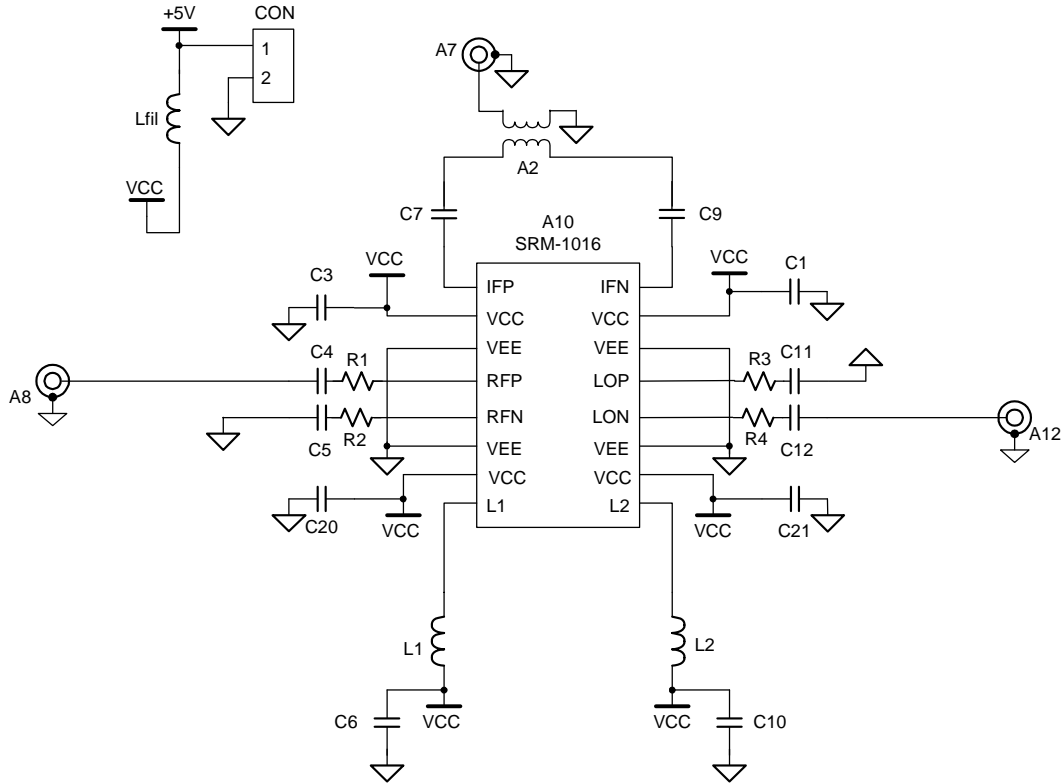 +5V
CON
1
2
Lfil
VCC
A7
A2
C7
C9
A10
SRM-1016
C3
VCC
VCC
C1
IFP
IFN
VCC
VCC
VEE
VEE
C4
R1
R3
C11
A8
RFP
LOP
RFN
LON
C5
R2
R4
C12
A12
VEE
VEE
VCC
VCC
C20
VCC
L1
L2
VCC
C21
L1
L2
C6
VCC
VCC
C10